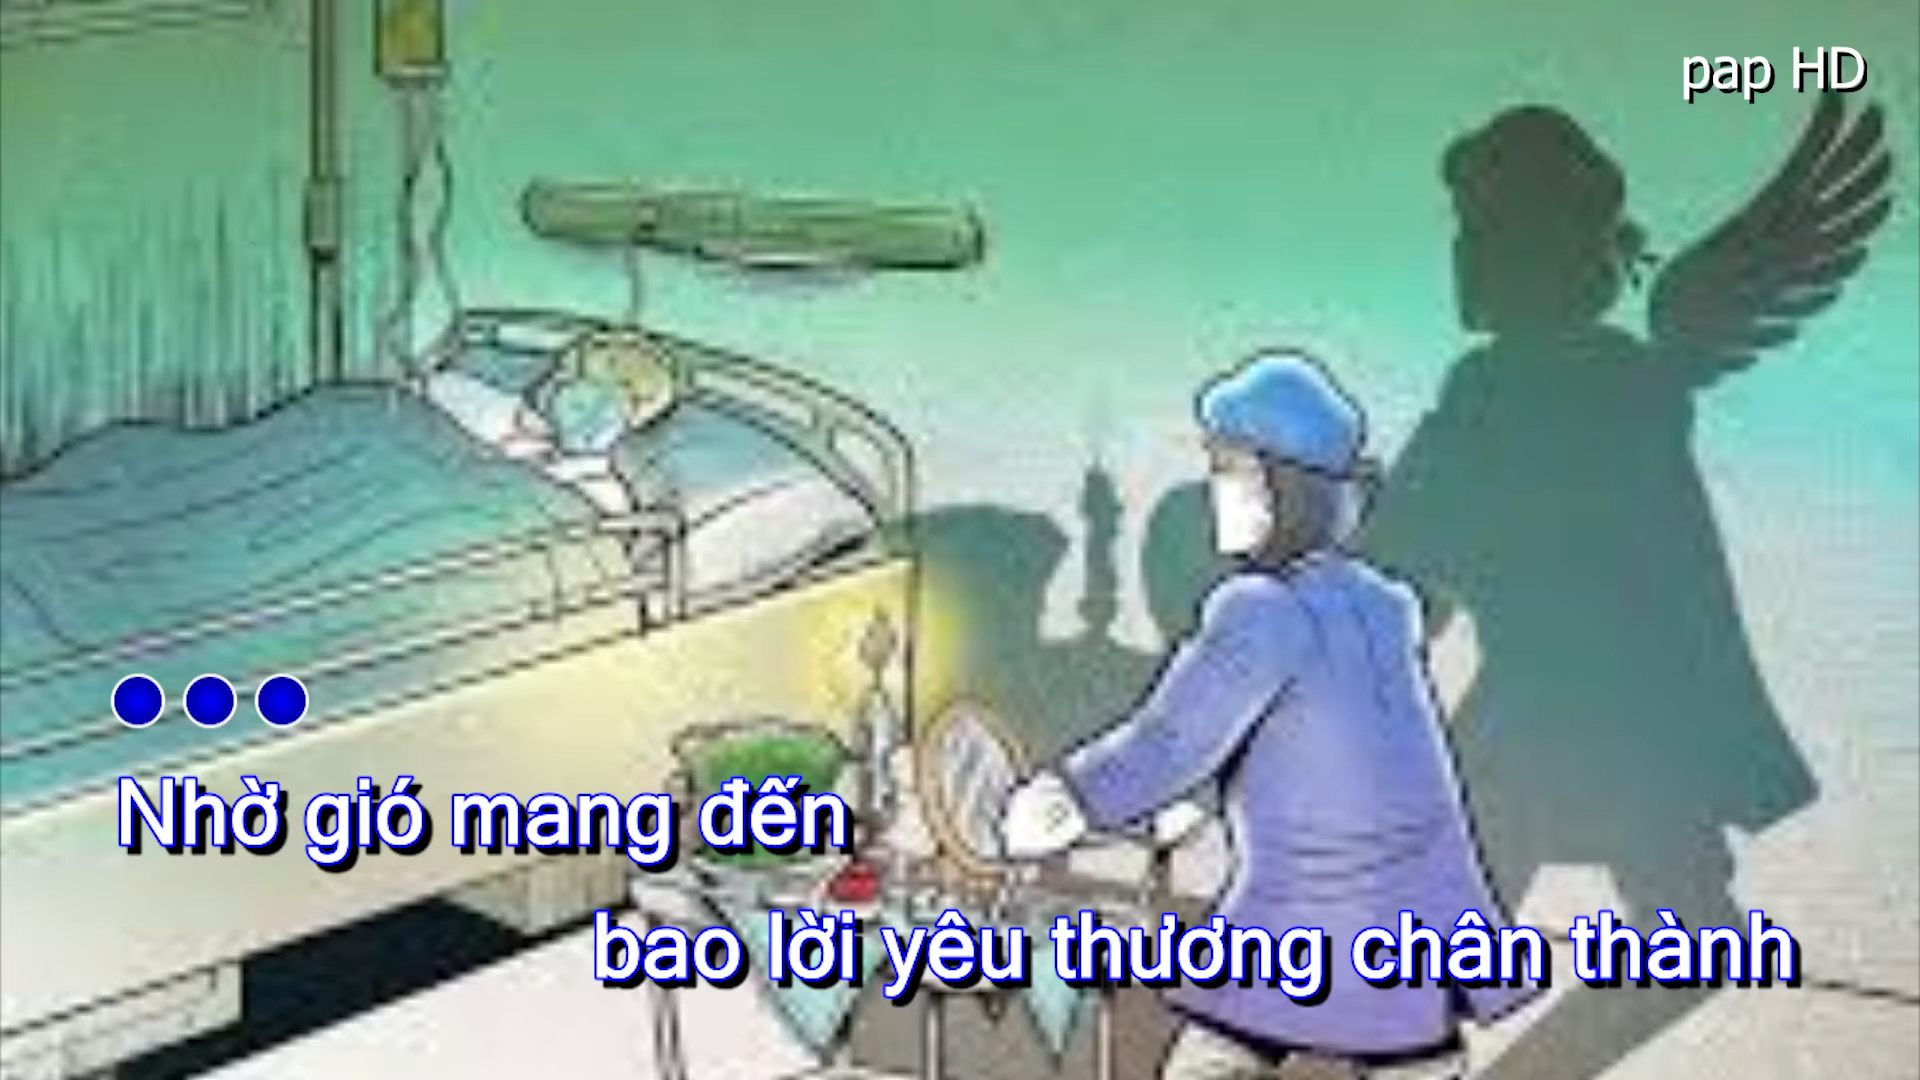 pap HD
Nhờ gió mang đến
bao lời yêu thương chân thành